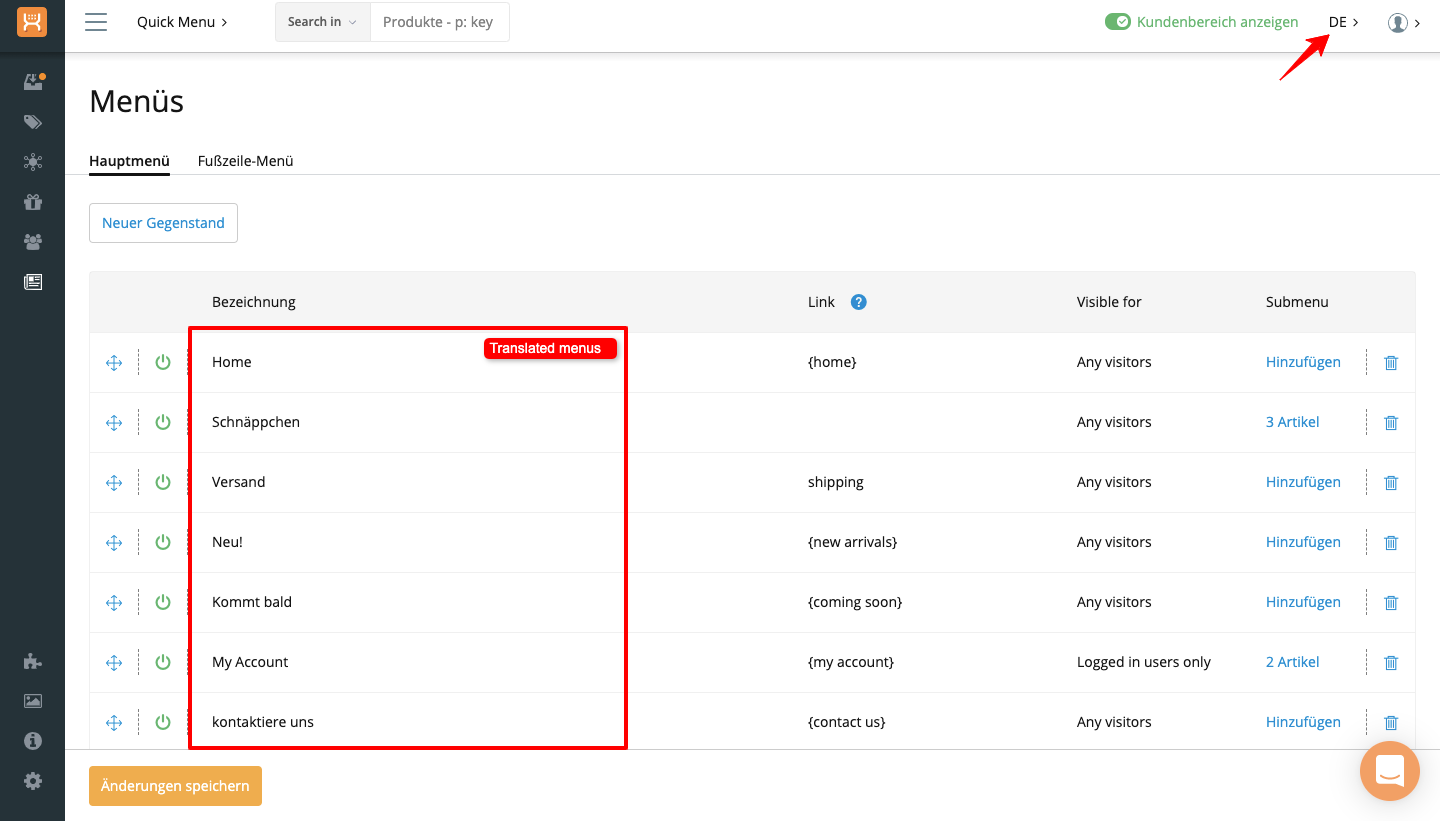 Quick Menu
Search in
Produkte - p: key
Kundenbereich anzeigen
DE
Menüs
Hauptmenü
Fußzeile-Menü
Neuer Gegenstand
Bezeichnung Link ? Visible for Submenu
Translated menus
Home {home} Any visitors Hinzufügen
Schnäppchen Any visitors 3 Artikel
Versand shipping Any visitors Hinzufügen
Neu! {new arrivals} Any visitors Hinzufügen
Kommt bald {coming soon} Any visitors Hinzufügen
My Account {my account} Logged in users only 2 Artikel
kontaktiere uns {contact us} Any visitors Hinzufügen
Änderungen speichern